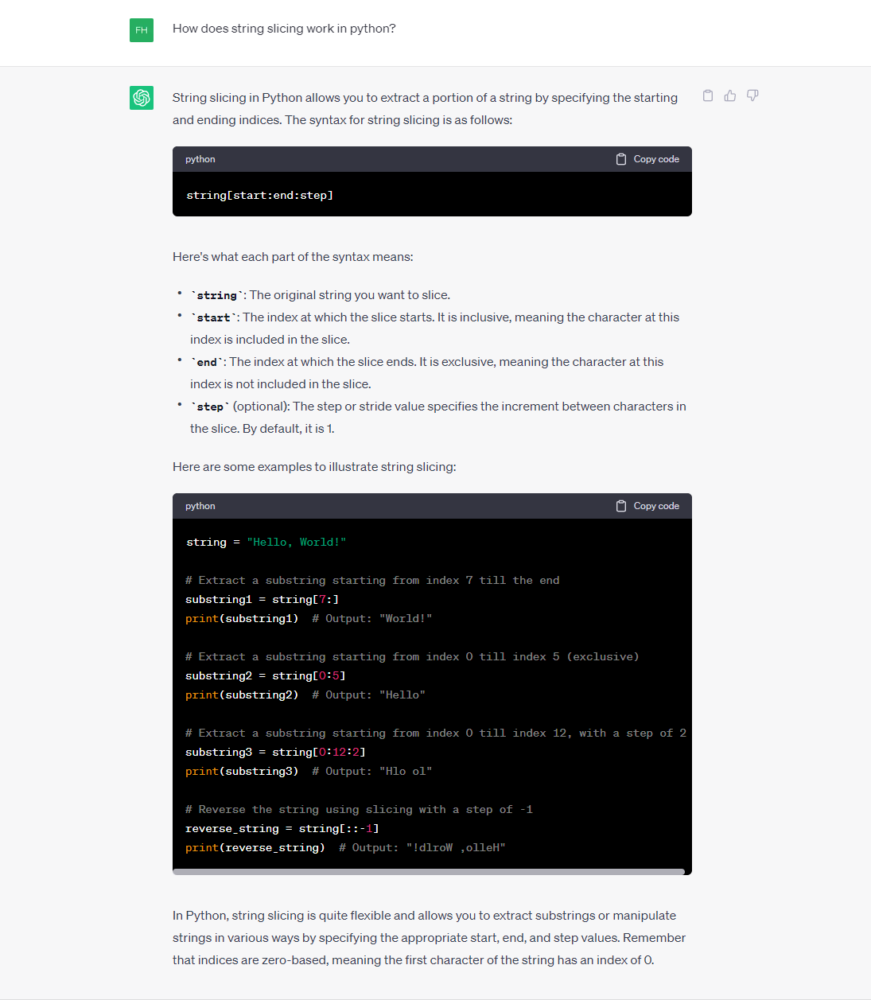 FH
How does string slicing work in python?
String slicing in Python allows you to extract a portion of a string by specifying the starting
and ending indices. The syntax for string slicing is as follows:
python
Copy code
string[start:end:step]
Here's what each part of the syntax means:
• `string`: The original string you want to slice.
• `start`: The index at which the slice starts. It is inclusive, meaning the character at this
index is included in the slice.
• `end`: The index at which the slice ends. It is exclusive, meaning the character at this
index is not included in the slice.
• `step` (optional): The step or stride value specifies the increment between characters in
the slice. By default, it is 1.
Here are some examples to illustrate string slicing:
python
Copy code
string = "Hello, World!"
# Extract a substring starting from index 7 till the end
substring1 = string[7:]
print(substring1)  # Output: "World!"
# Extract a substring starting from index 0 till index 5 (exclusive)
substring2 = string[0:5]
print(substring2)  # Output: "Hello"
# Extract a substring starting from index 0 till index 12, with a step of 2
substring3 = string[0:12:2]
print(substring3)  # Output: "Hlo ol"
# Reverse the string using slicing with a step of -1
reverse_string = string[::-1]
print(reverse_string)  # Output: "!dlroW ,olleH"
In Python, string slicing is quite flexible and allows you to extract substrings or manipulate
strings in various ways by specifying the appropriate start, end, and step values. Remember
that indices are zero-based, meaning the first character of the string has an index of 0.